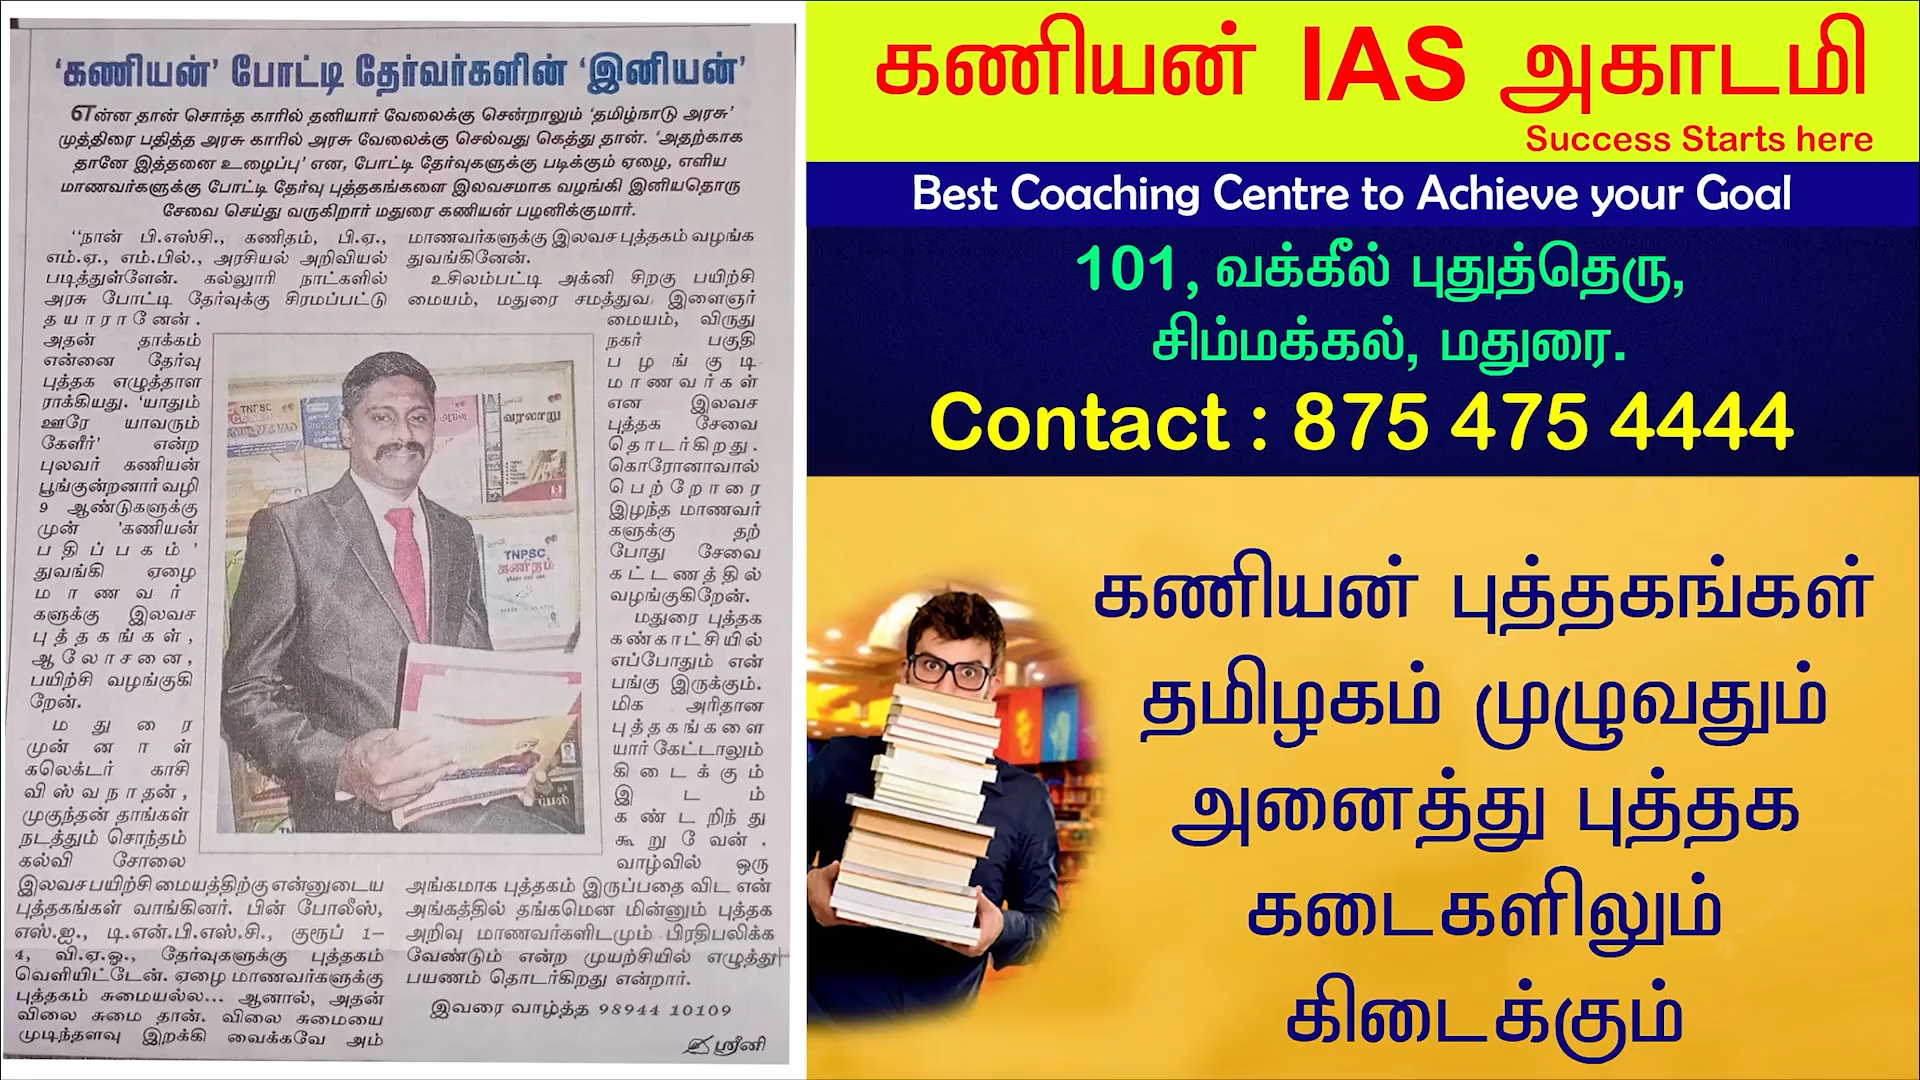 ‘கணியன்’ போட்டி தேர்வர்களின் ‘இனியன்’
என்ன தான் சொந்த காரில் தனியார் வேலைக்கு சென்றாலும் ‘தமிழ்நாடு அரசு’
முத்திரை பதித்த அரசு காரில் அரசு வேலைக்கு செல்வது கெத்து தான். ‘அதற்காக
தானே இத்தனை உழைப்பு’ என, போட்டி தேர்வுகளுக்கு படிக்கும் ஏழை, எளிய
மாணவர்களுக்கு போட்டி தேர்வு புத்தகங்களை இலவசமாக வழங்கி இனியதொரு
சேவை செய்து வருகிறார் மதுரை கணியன் பழனிக்குமார்.
‘‘நான் பி.எஸ்சி., கணிதம், பி.ஏ.,
எம்.ஏ., எம்.பில்., அரசியல் அறிவியல்
படித்துள்ளேன். கல்லூரி நாட்களில்
அரசு போட்டி தேர்வுக்கு சிரமப்பட்டு
தயாரானேன்.
அதன் தாக்கம்
என்னை தேர்வு
புத்தக எழுத்தாள
ராக்கியது. ‘யாதும்
ஊரே யாவரும்
கேளீர்’ என்ற
புலவர் கணியன்
பூங்குன்றனார் வழி
9 ஆண்டுகளுக்கு
முன் ’கணியன்
பதிப்பகம்’
துவங்கி ஏழை
மாணவர்
களுக்கு இலவச
புத்தகங்கள்,
ஆலோசனை,
பயிற்சி வழங்குகி
றேன்.
மதுரை
முன்னாள்
கலெக்டர் காசி
விஸ்வநாதன்,
முகுந்தன் தாங்கள்
நடத்தும் சொந்தம்
கல்வி சோலை
இலவச பயிற்சி மையத்திற்கு என்னுடைய
புத்தகங்கள் வாங்கினர். பின் போலீஸ்,
எஸ்.ஐ., டி.என்.பி.எஸ்.சி., குரூப் 1–
4, வி.ஏ.ஓ., தேர்வுகளுக்கு புத்தகம்
வெளியிட்டேன். ஏழை மாணவர்களுக்கு
புத்தகம் சுமையல்ல... ஆனால், அதன்
விலை சுமை தான். விலை சுமையை
முடிந்தளவு இறக்கி வைக்கவே அம்
மாணவர்களுக்கு இலவச புத்தகம் வழங்க
துவங்கினேன்.
உசிலம்பட்டி அக்னி சிறகு பயிற்சி
மையம், மதுரை சமத்துவ இளைஞர்
மையம், விருது
நகர் பகுதி
பழங்குடி
மாணவர்கள்
என இலவச
புத்தக சேவை
தொடர்கிறது.
கொரோனாவால்
பெற்றோரை
இழந்த மாணவர்
களுக்கு தற்
போது சேவை
கட்டணத்தில்
வழங்குகிறேன்.
மதுரை புத்தக
கண்காட்சியில்
எப்போதும் என்
பங்கு இருக்கும்.
மிக அரிதான
புத்தகங்களை
யார் கேட்டாலும்
கிடைக்கும்
இடம்
கண்டறிந்து
கூறுவேன்.
வாழ்வில் ஒரு
அங்கமாக புத்தகம் இருப்பதை விட என்
அங்கத்தில் தங்கமென மின்னும் புத்தக
அறிவு மாணவர்களிடமும் பிரதிபலிக்க
வேண்டும் என்ற முயற்சியில் எழுத்து
பயணம் தொடர்கிறது என்றார்.
இவரை வாழ்த்த 98944 10109
ஸ்ரீனி
TNPSC
வரலாறு
TNPSC
கணிதம்
கணியன் IAS அகாடமி
Success Starts here
Best Coaching Centre to Achieve your Goal
101, வக்கீல் புதுத்தெரு,
சிம்மக்கல், மதுரை.
Contact : 875 475 4444
கணியன் புத்தகங்கள்
தமிழகம் முழுவதும்
அனைத்து புத்தக
கடைகளிலும்
கிடைக்கும்